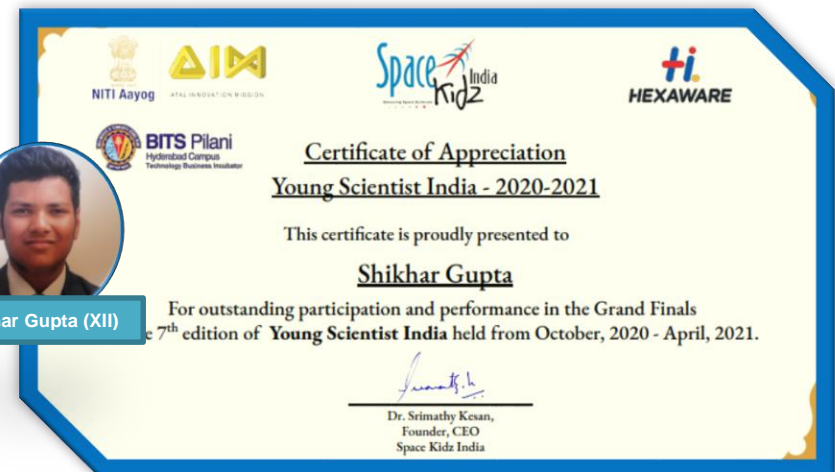 NITI Aayog
AIM
ATAL INNOVATION MISSION
Space Kidz India
HEXAWARE
BITS Pilani
Hyderabad Campus
Technology Business Incubator
Certificate of Appreciation
Young Scientist India - 2020-2021
This certificate is proudly presented to
Shikhar Gupta
ar Gupta (XII)
For outstanding participation and performance in the Grand Finals
e 7th edition of Young Scientist India held from October, 2020 - April, 2021.
Dr. Srimathy Kesan,
Founder, CEO
Space Kidz India